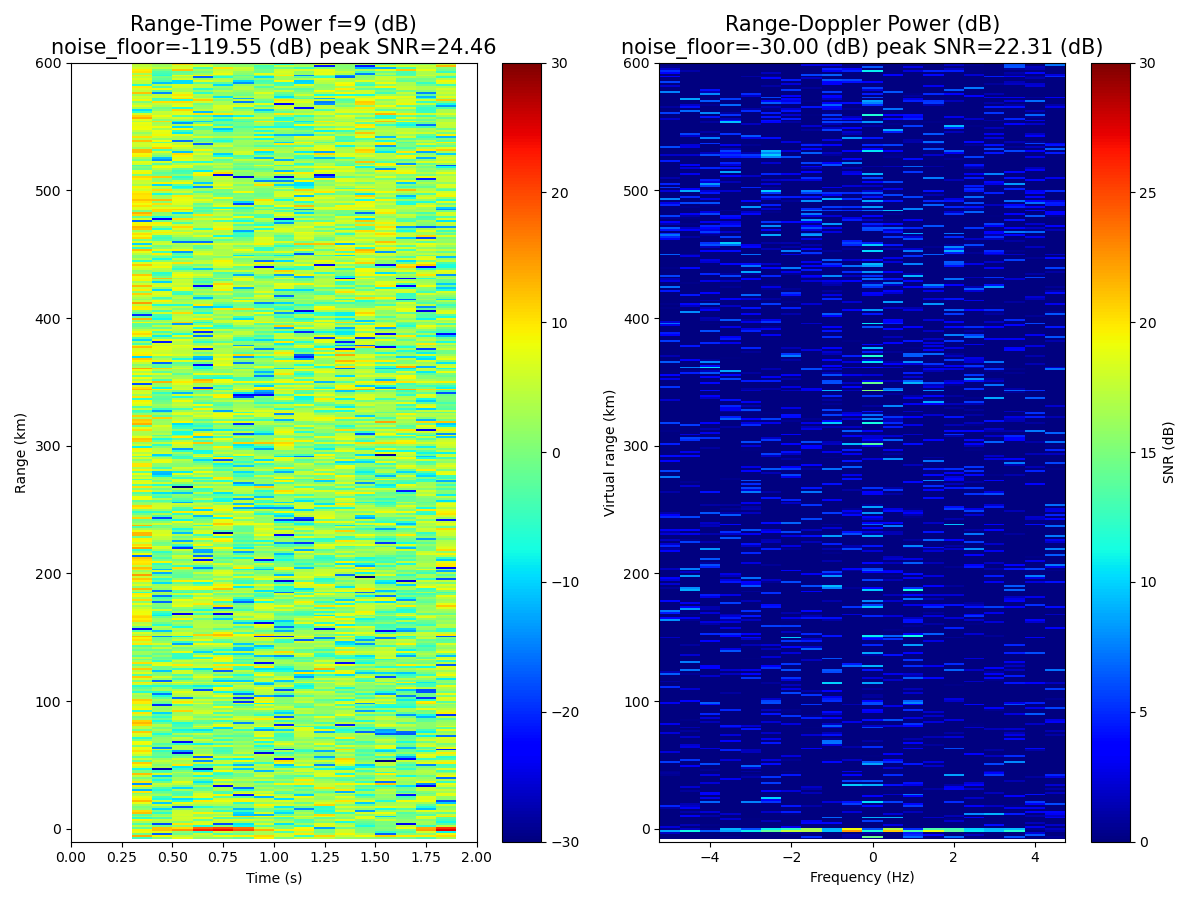 Range-Time Power f=9 (dB)
noise_floor=-119.55 (dB) peak SNR=24.46
Range-Doppler Power (dB)
noise_floor=-30.00 (dB) peak SNR=22.31 (dB)
600
500
400
300
200
100
0
Range (km)
0.00 0.25 0.50 0.75 1.00 1.25 1.50 1.75 2.00
Time (s)
30
20
10
0
−10
−20
−30
600
500
400
300
200
100
0
Virtual range (km)
−4 −2 0 2 4
Frequency (Hz)
30
25
20
15
10
5
0
SNR (dB)